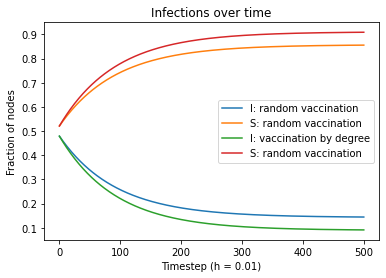 Infections over time
Fraction of nodes
0.9
0.8
0.7
0.6
0.5
0.4
0.3
0.2
0.1
I: random vaccination
S: random vaccination
I: vaccination by degree
S: random vaccination
0 100 200 300 400 500
Timestep (h = 0.01)